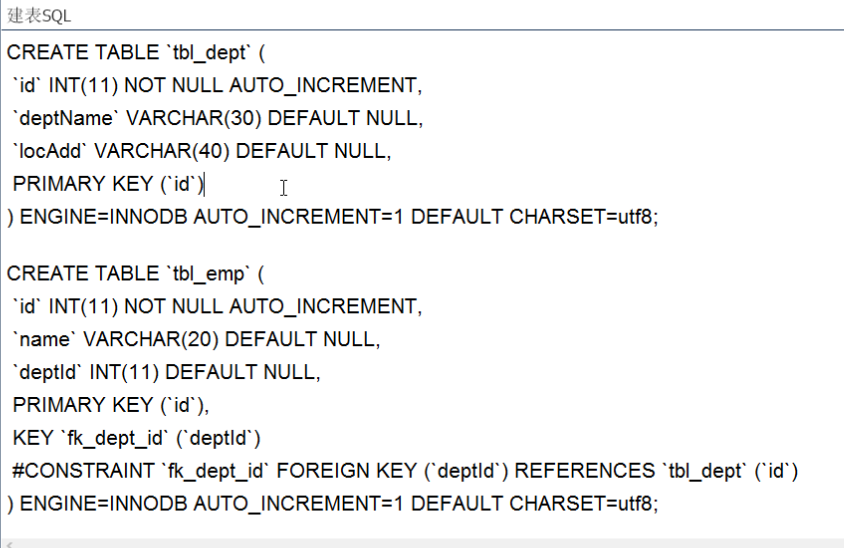 建表SQL
CREATE TABLE `tbl_dept` (
`id` INT(11) NOT NULL AUTO_INCREMENT,
`deptName` VARCHAR(30) DEFAULT NULL,
`locAdd` VARCHAR(40) DEFAULT NULL,
PRIMARY KEY (`id`)
) ENGINE=INNODB AUTO_INCREMENT=1 DEFAULT CHARSET=utf8;
CREATE TABLE `tbl_emp` (
`id` INT(11) NOT NULL AUTO_INCREMENT,
`name` VARCHAR(20) DEFAULT NULL,
`deptId` INT(11) DEFAULT NULL,
PRIMARY KEY (`id`),
KEY `fk_dept_id` (`deptId`)
#CONSTRAINT `fk_dept_id` FOREIGN KEY (`deptId`) REFERENCES `tbl_dept` (`id`)
) ENGINE=INNODB AUTO_INCREMENT=1 DEFAULT CHARSET=utf8;